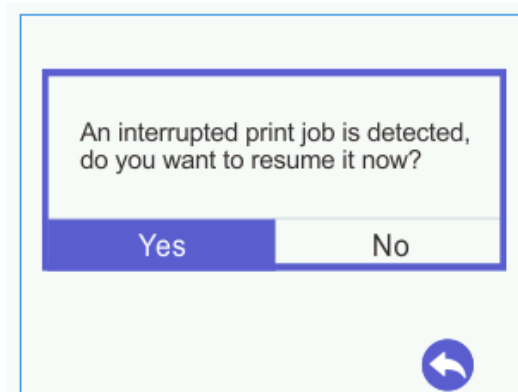 An interrupted print job is detected,
do you want to resume it now?
Yes
No